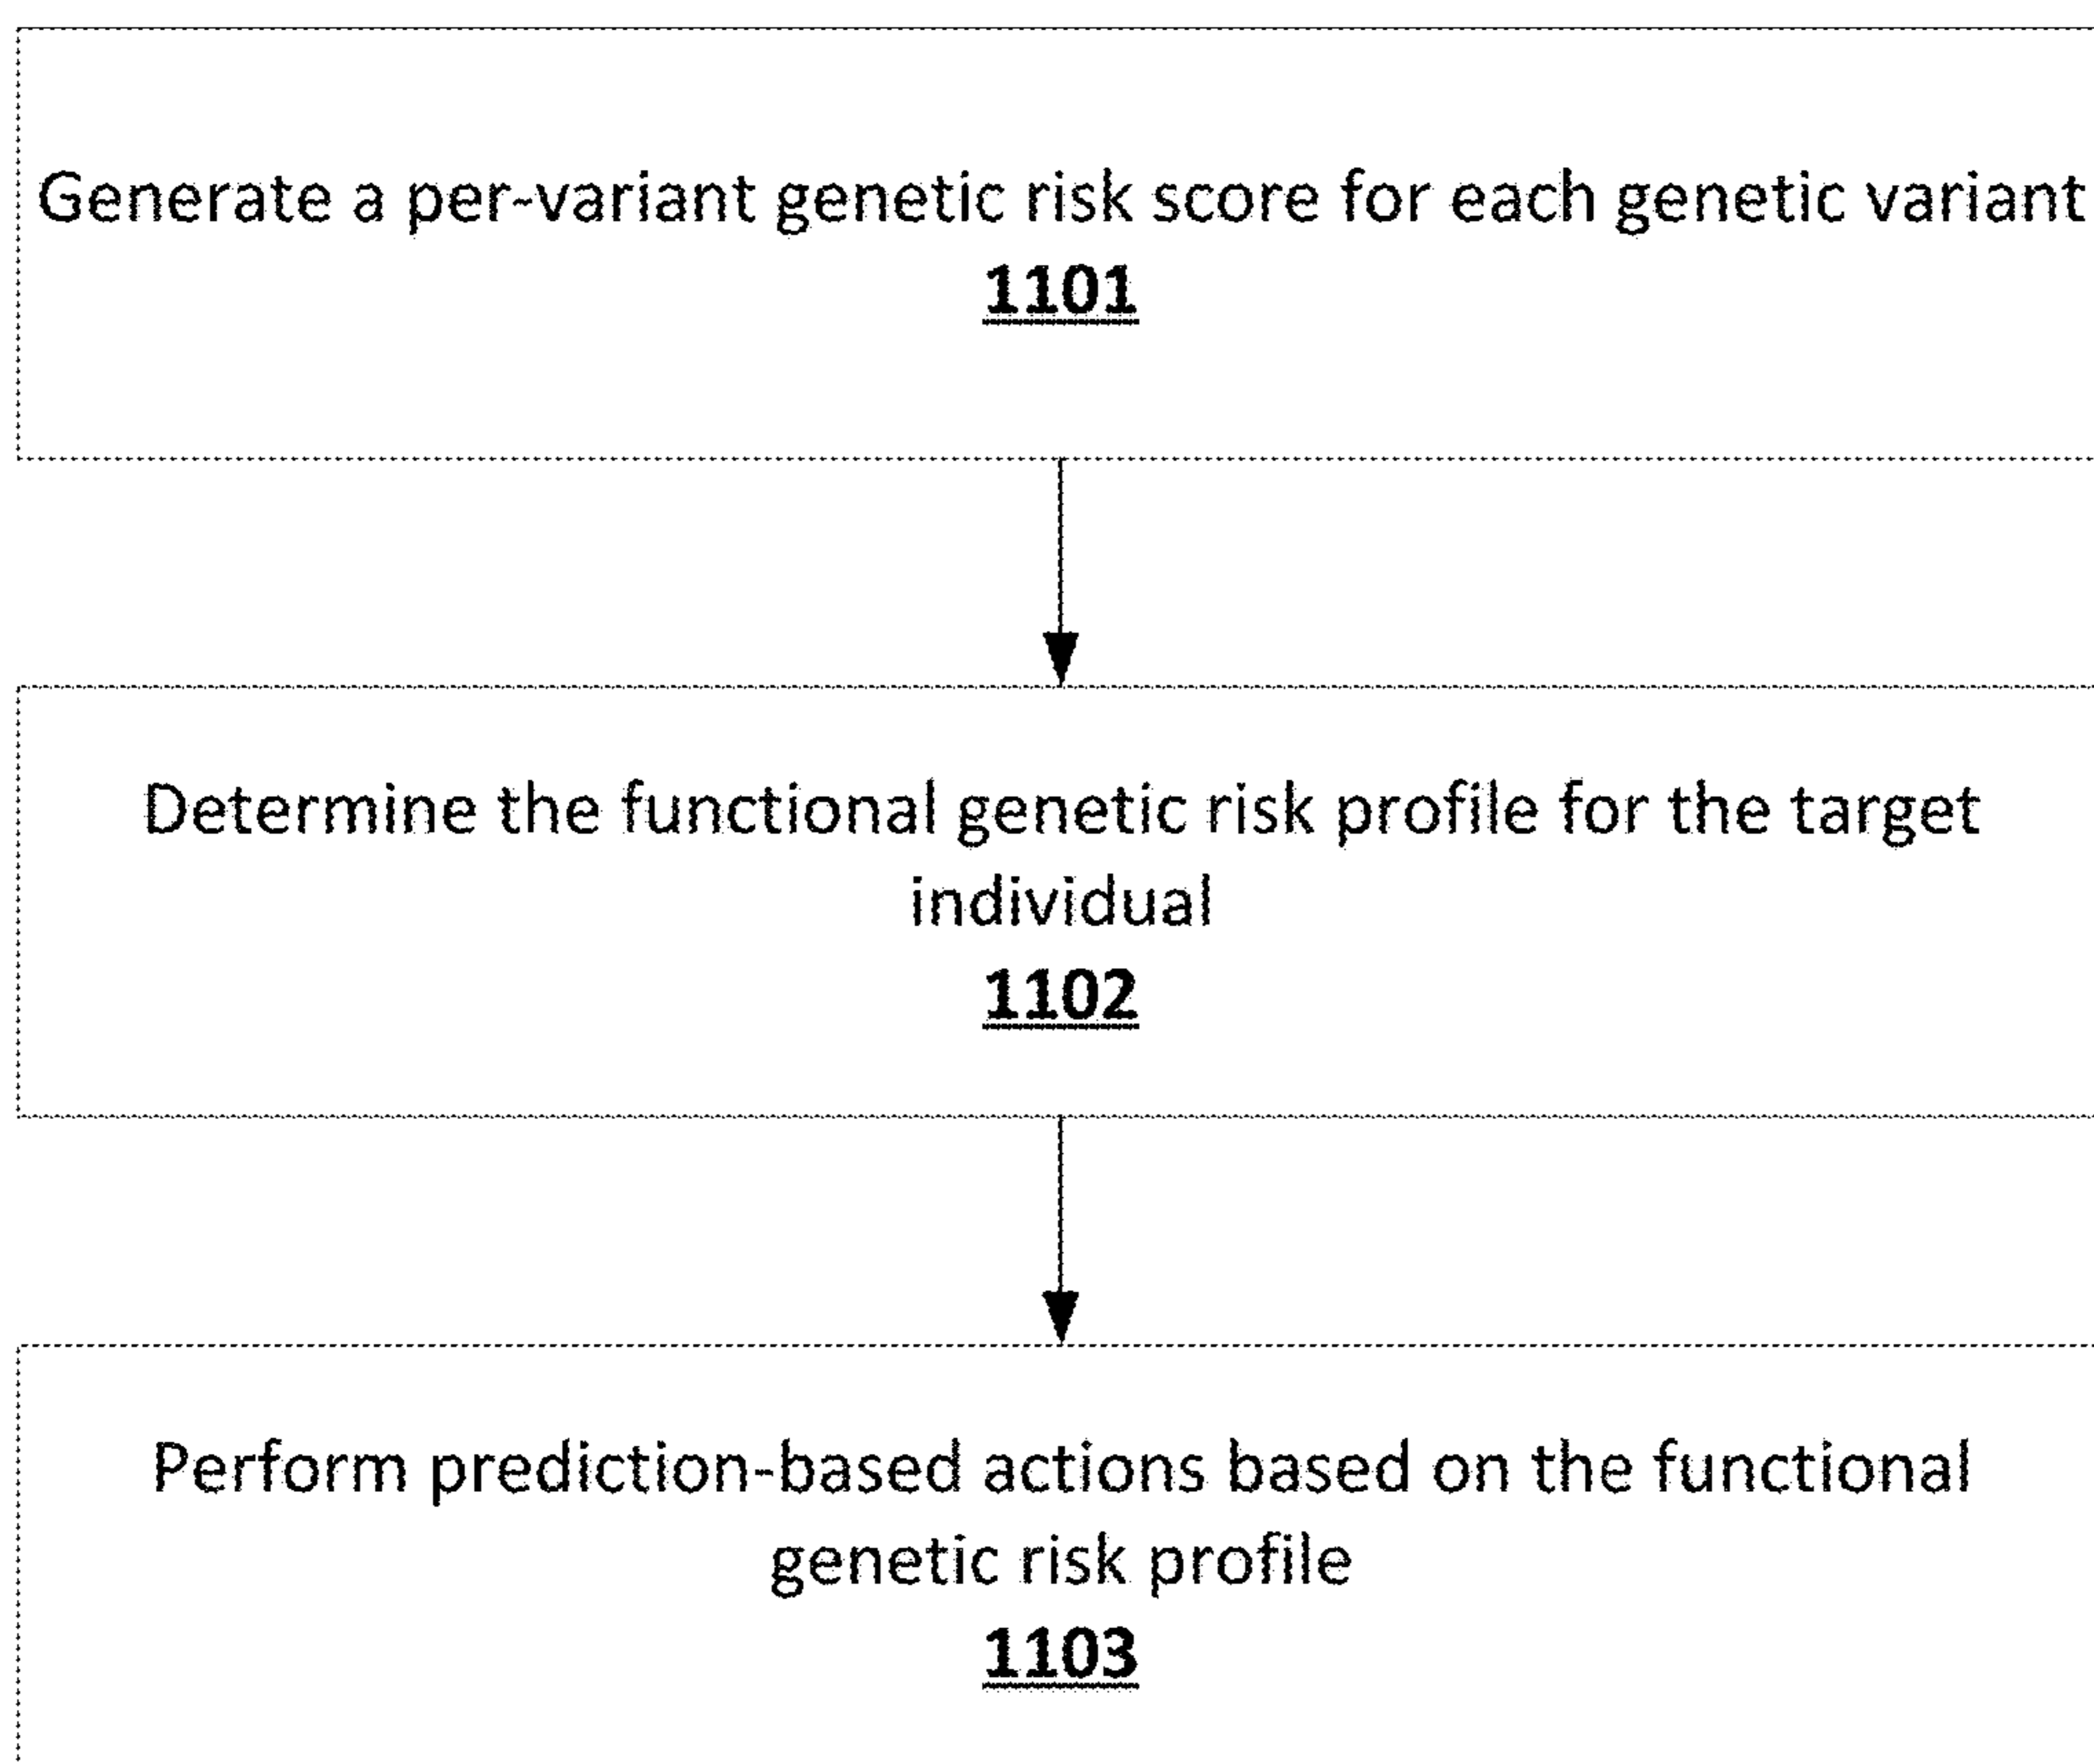 Generate a per-variant genetic risk score for each genetic variant
1101
Determine the functional genetic risk profile for the target
individual
1102
Perform prediction-based actions based on the functional
genetic risk profile
1103